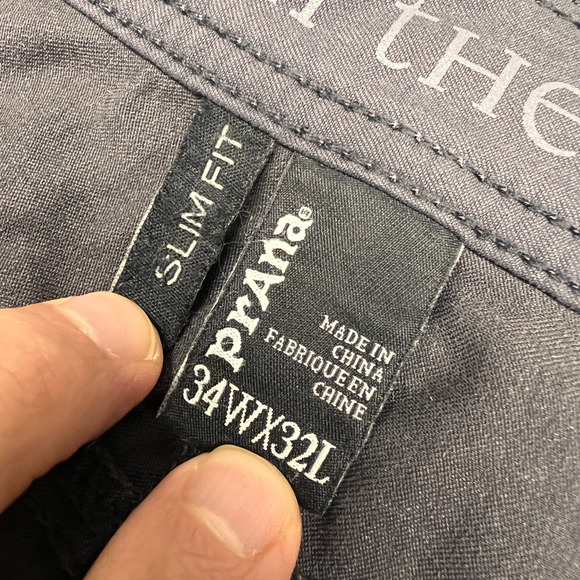 THE
SLIM FIT
prAna
MADE IN
CHINA
FABRIQUE EN
CHINE
34WX32L